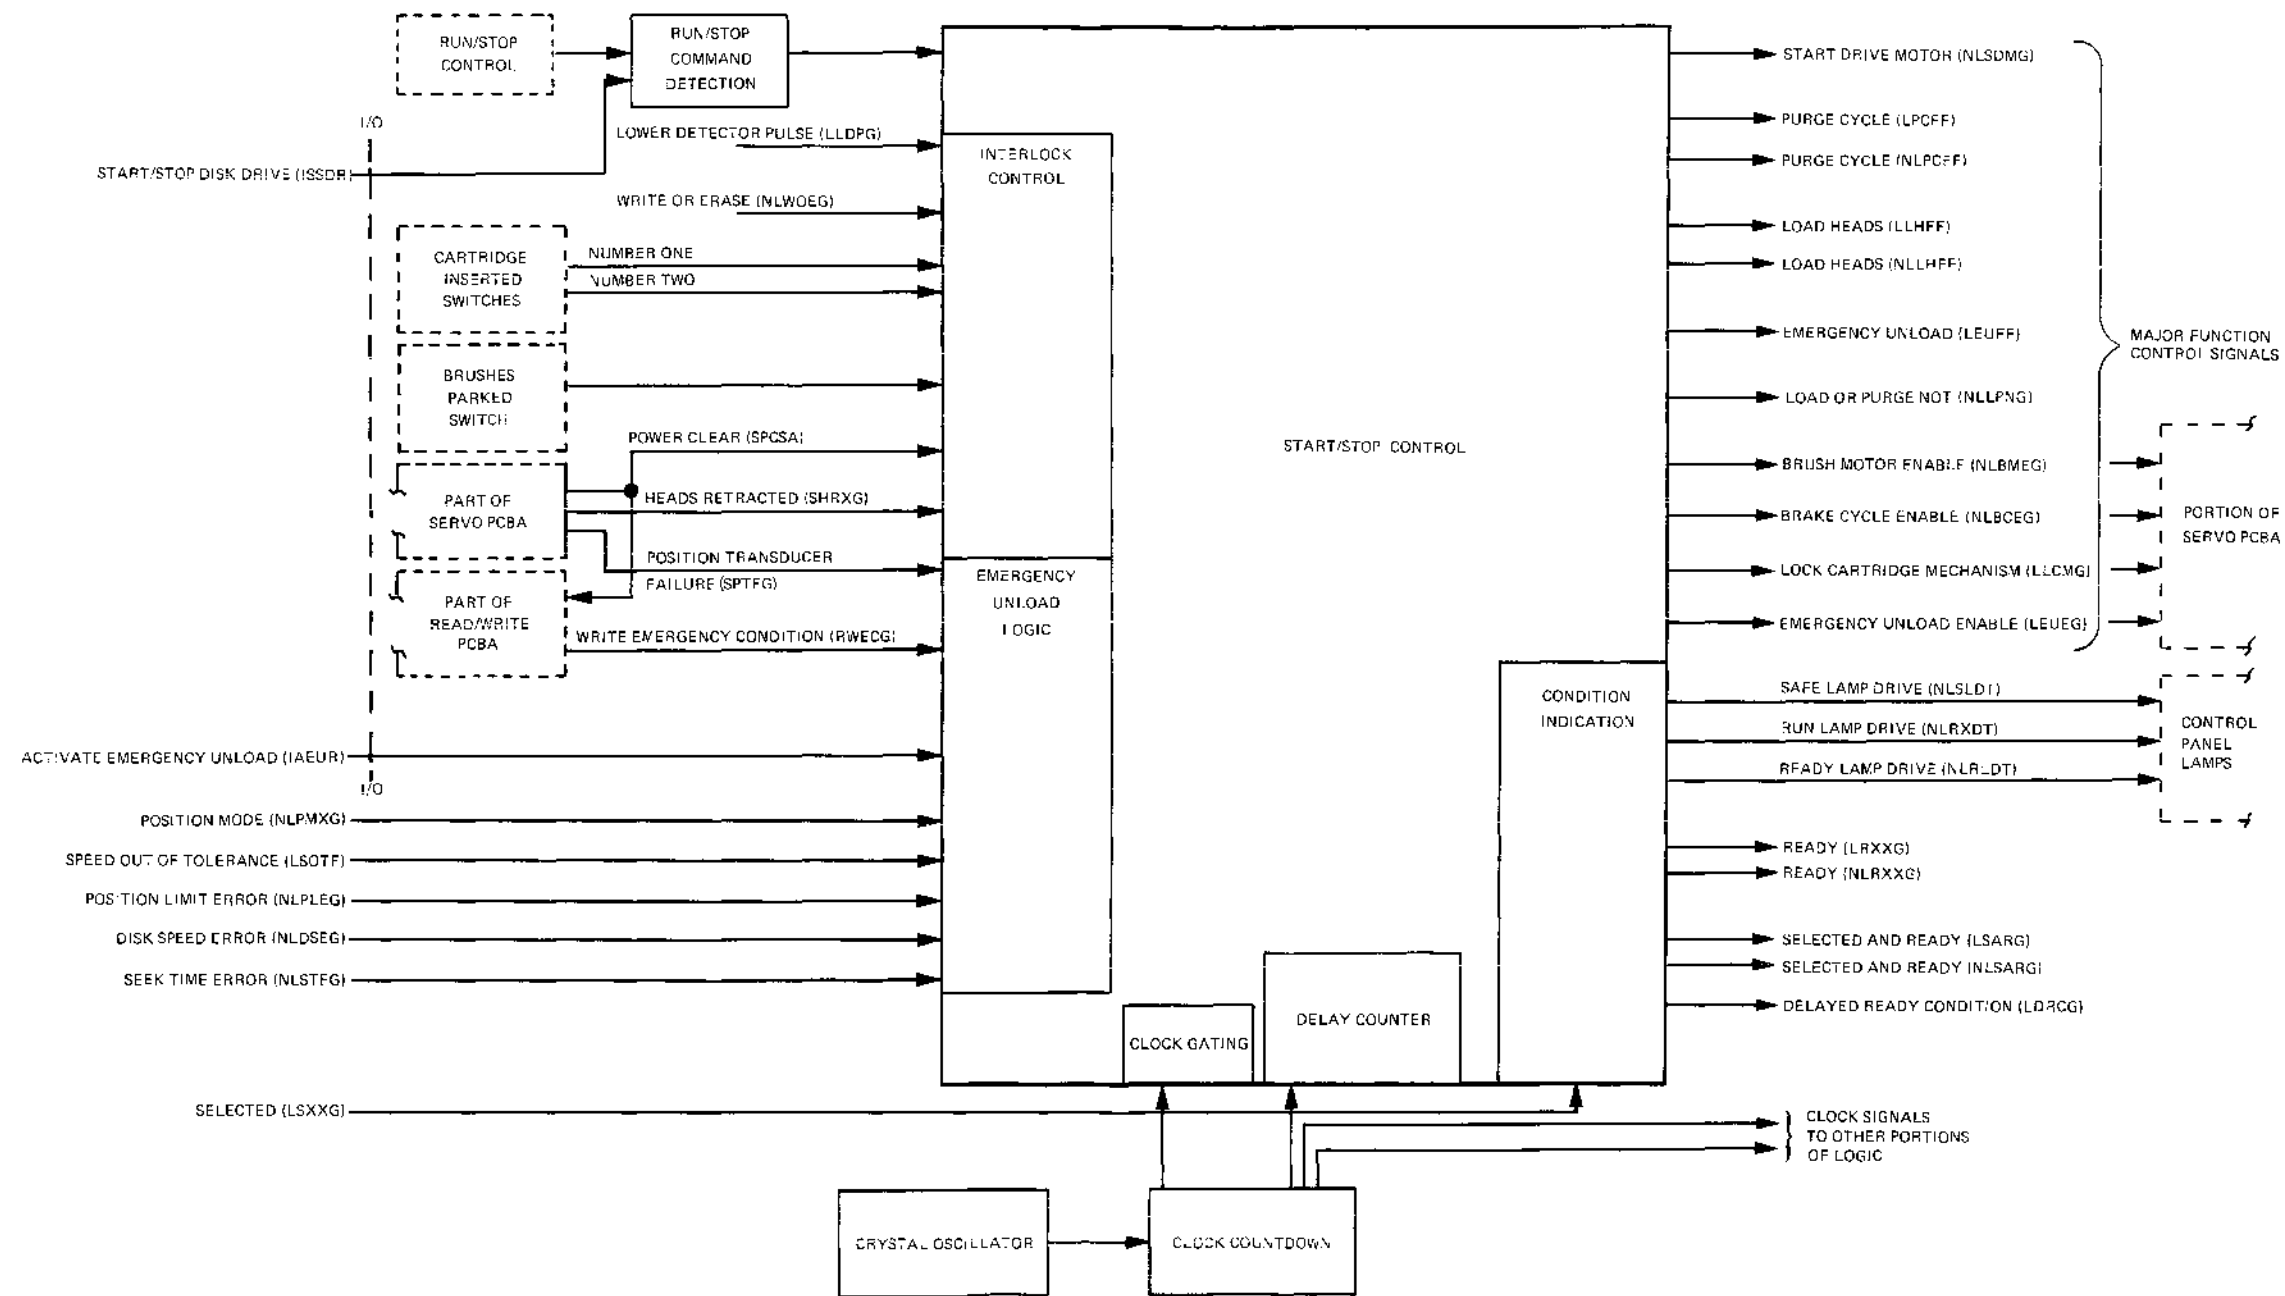 RUN/STOP
CONTROL
RUN/STOP
COMMAND
DETECTION
I/O
START/STOP DISK DRIVE (ISSDR)
LOWER DETECTOR PULSE (LLDPG)
WRITE OR ERASE (NLWOEG)
CARTRIDGE
INSERTED
SWITCHES
NUMBER ONE
NUMBER TWO
BRUSHES
PARKED
SWITCH
PART OF
SERVO PCBA
POWER CLEAR (SPCSA)
HEADS RETRACTED (SHRXG)
POSITION TRANSDUCER
FAILURE (SPTFG)
PART OF
READ/WRITE
PCBA
WRITE EMERGENCY CONDITION (RWECG)
ACTIVATE EMERGENCY UNLOAD (IAEUR)
I/O
POSITION MODE (NLPMXG)
SPEED OUT OF TOLERANCE (LSOTF)
POSITION LIMIT ERROR (NLPLEG)
DISK SPEED ERROR (NLDSEG)
SEEK TIME ERROR (NLSTEG)
SELECTED (LSXXG)
INTERLOCK
CONTROL
EMERGENCY
UNLOAD
LOGIC
START/STOP CONTROL
CLOCK GATING
DELAY COUNTER
CONDITION
INDICATION
CRYSTAL OSCILLATOR
CLOCK COUNTDOWN
START DRIVE MOTOR (NLSDMG)
PURGE CYCLE (LPCFF)
PURGE CYCLE (NLPCFF)
LOAD HEADS (LLHFF)
LOAD HEADS (NLLHFF)
EMERGENCY UNLOAD (LEUFF)
LOAD OR PURGE NOT (NLLPNG)
BRUSH MOTOR ENABLE (NLBMEG)
BRAKE CYCLE ENABLE (NLBCEG)
LOCK CARTRIDGE MECHANISM (LLCMG)
EMERGENCY UNLOAD ENABLE (LEUEG)
MAJOR FUNCTION
CONTROL SIGNALS
PORTION OF
SERVO PCBA
SAFE LAMP DRIVE (NLSLDT)
RUN LAMP DRIVE (NLRXDT)
READY LAMP DRIVE (NLRLDT)
CONTROL
PANEL
LAMPS
READY (LRXXG)
READY (NLRXXG)
SELECTED AND READY (LSARG)
SELECTED AND READY (NLSARG)
DELAYED READY CONDITION (LDRCG)
CLOCK SIGNALS
TO OTHER PORTIONS
OF LOGIC